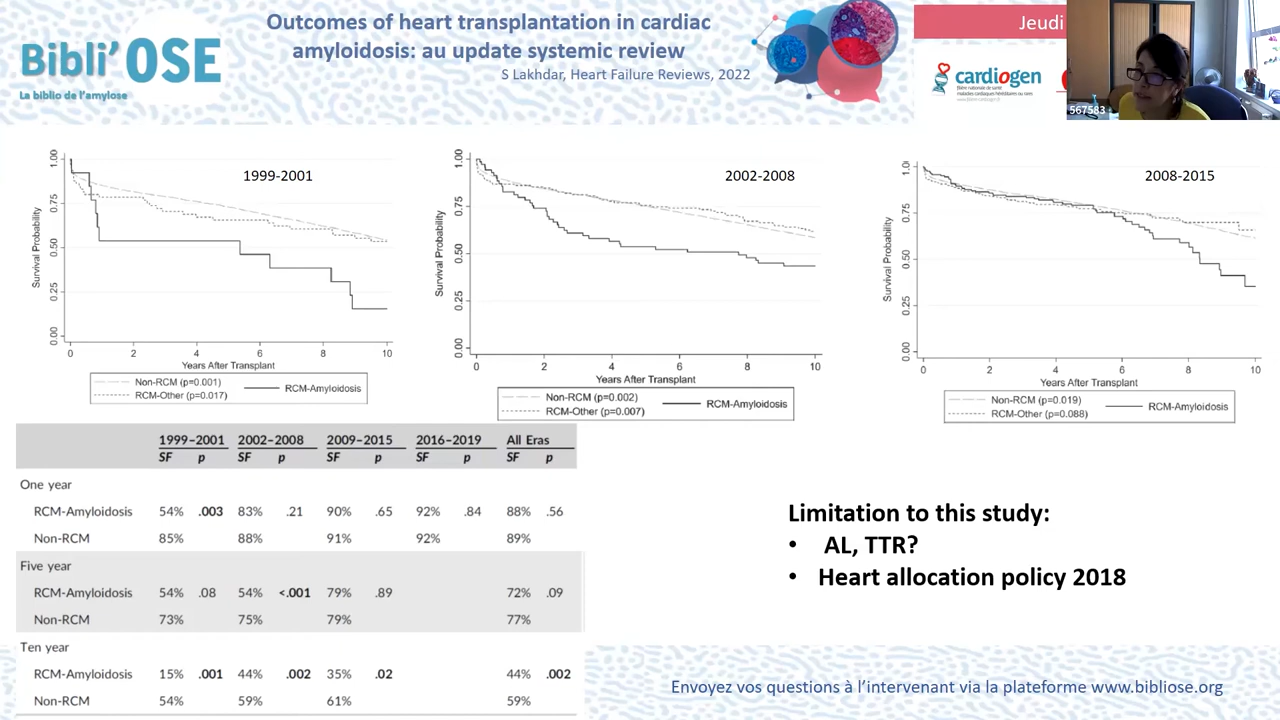 Bibli'OSE
La biblio de l'amylose
Outcomes of heart transplantation in cardiac
amyloidosis: au update systemic review
S Lakhdar, Heart Failure Reviews, 2022
Jeudi
cardiogen
filière nationale de santé
maladies cardiaques héréditaires ou rares
567583
1999-2001
Survival Probability
1.00
0.75
0.50
0.25
0.00
0 2 4 6 8 10
Years After Transplant
Non-RCM (p=0.001)
RCM-Other (p=0.017)
RCM-Amyloidosis
2002-2008
Survival Probability
1.00
0.75
0.50
0.25
0.00
0 2 4 6 8 10
Years After Transplant
Non-RCM (p=0.002)
RCM-Other (p=0.007)
RCM-Amyloidosis
2008-2015
Survival Probability
1.0
0.75
0.50
0.25
0.00
0 2 4 6 8 10
Years After Transplant
Non-RCM (p=0.019)
RCM-Other (p=0.088)
RCM-Amyloidosis
1999–2001 2002–2008 2009–2015 2016–2019 All Eras
SF p SF p SF p SF p SF p
One year
RCM-Amyloidosis 54% .003 83% .21 90% .65 92% .84 88% .56
Non-RCM 85% 88% 91% 92% 89%
Five year
RCM-Amyloidosis 54% .08 54% <.001 79% .89 72% .09
Non-RCM 73% 75% 79% 77%
Ten year
RCM-Amyloidosis 15% .001 44% .002 35% .02 44% .002
Non-RCM 54% 59% 61% 59%
Limitation to this study:
• AL, TTR?
• Heart allocation policy 2018
Envoyez vos questions à l'intervenant via la plateforme www.bibliose.org